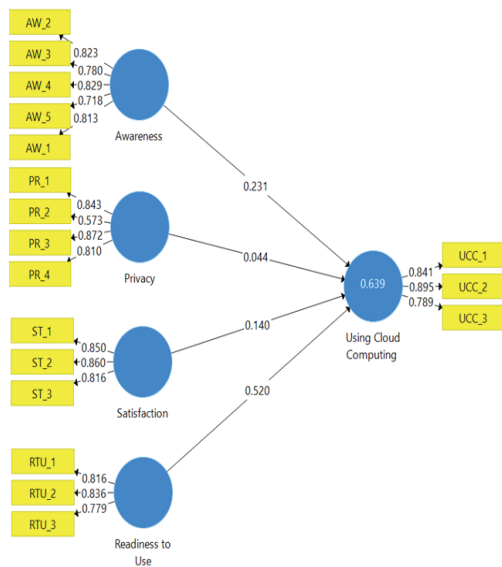 AW_2
0.823
AW_3
0.780
AW_4
0.829
AW_5
0.718
AW_1
0.813
Awareness
PR_1
0.843
PR_2
0.573
PR_3
0.872
PR_4
0.810
Privacy
ST_1
0.850
ST_2
0.860
ST_3
0.816
Satisfaction
RTU_1
0.816
RTU_2
0.836
RTU_3
0.779
Readiness to
Use
0.231
0.044
0.140
0.520
0.639
Using Cloud
Computing
0.841
UCC_1
0.895
UCC_2
0.789
UCC_3